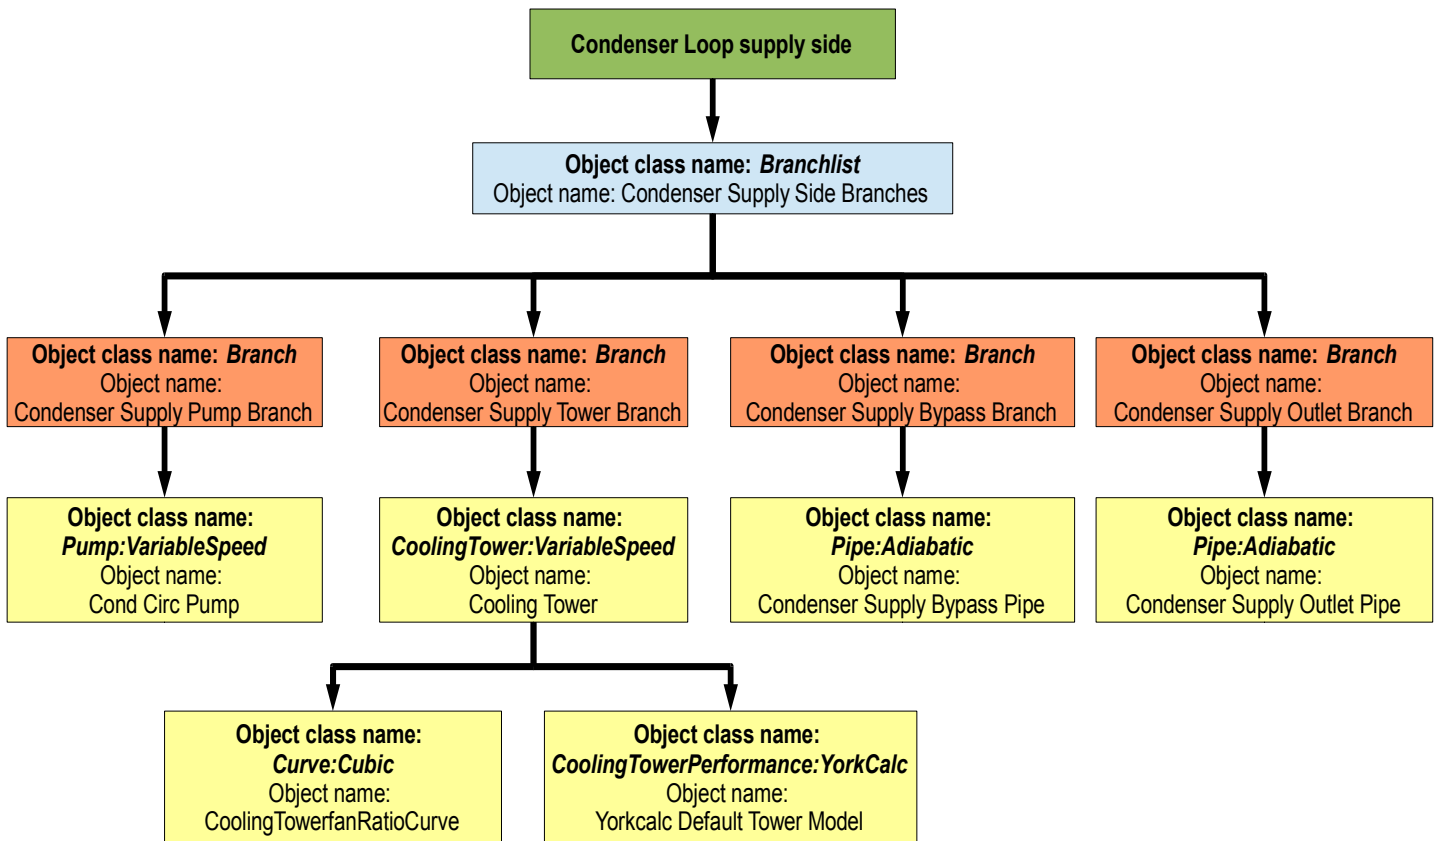 Condenser Loop supply side
Object class name: Branchlist
Object name: Condenser Supply Side Branches
Object class name: Branch
Object name:
Condenser Supply Pump Branch
Object class name: Branch
Object name:
Condenser Supply Tower Branch
Object class name: Branch
Object name:
Condenser Supply Bypass Branch
Object class name: Branch
Object name:
Condenser Supply Outlet Branch
Object class name:
Pump:VariableSpeed
Object name:
Cond Circ Pump
Object class name:
CoolingTower:VariableSpeed
Object name:
Cooling Tower
Object class name:
Pipe:Adiabatic
Object name:
Condenser Supply Bypass Pipe
Object class name:
Pipe:Adiabatic
Object name:
Condenser Supply Outlet Pipe
Object class name:
Curve:Cubic
Object name:
CoolingTowerfanRatioCurve
Object class name:
CoolingTowerPerformance:YorkCalc
Object name:
Yorkcalc Default Tower Model